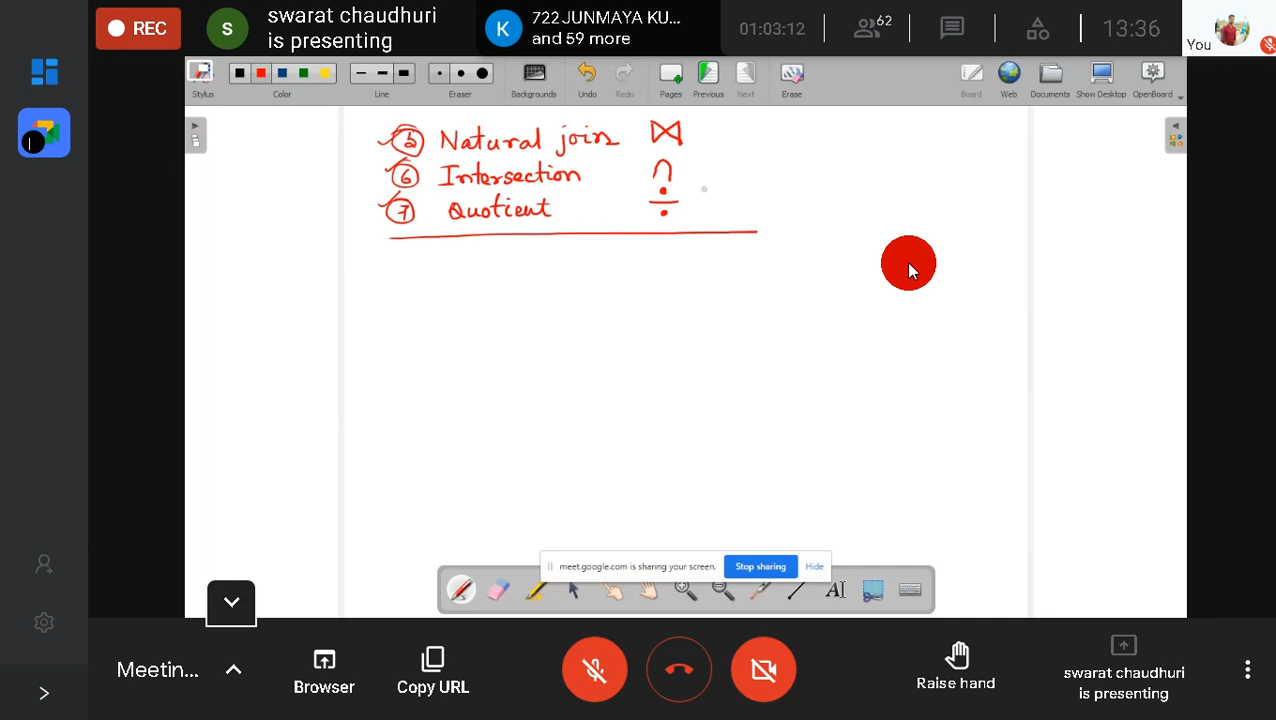 REC
s
swarat chaudhuri
is presenting
K
722JUNMAYA KU...
and 59 more
01:03:12
62
13:36
You
Stylus
Color
Line
Eraser
Backgrounds
Undo
Redo
Pages
Previous
Next
Erase
Board
Web
Documents
Show Desktop
OpenBoard
5 Natural join ⋈
6 Intersection ∩
7 Quotient ÷
meet.google.com is sharing your screen.
Stop sharing
Hide
AI
Meetin...
Browser
Copy URL
Raise hand
swarat chaudhuri
is presenting